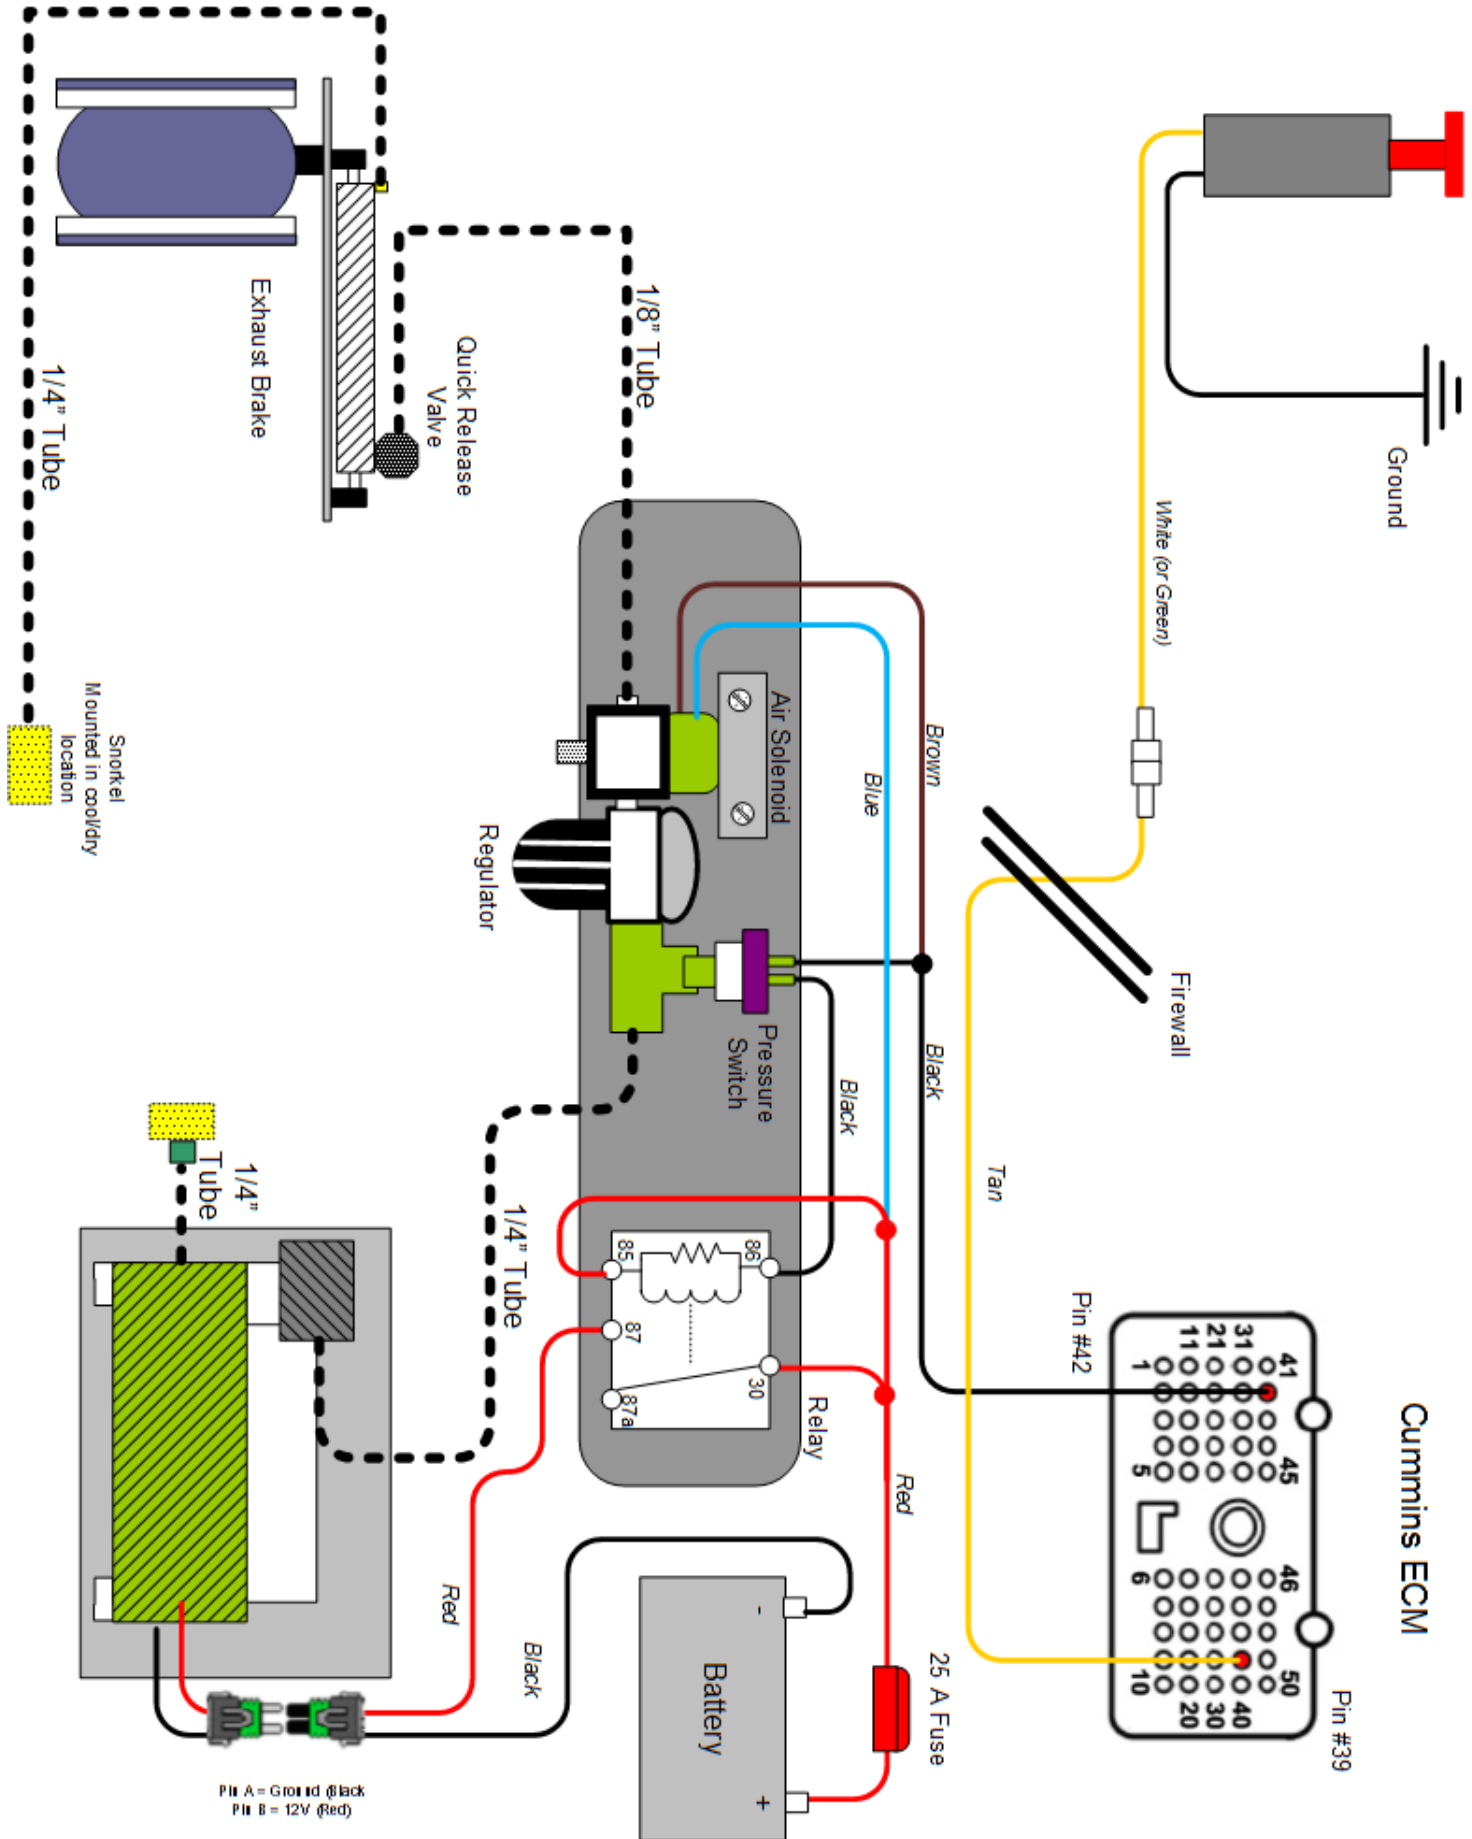 Cummins ECM
Pin #39
Pin #42
41
31
21
11
1
45
5
46
6
50
40
30
20
10
Ground
White (or Green)
Firewall
Tan
Brown
Blue
Black
Black
Red
25 A Fuse
Air Solenoid
Pressure
Switch
Regulator
Relay
86
85
87
87a
30
1/8” Tube
Quick Release
Valve
Exhaust Brake
1/4” Tube
Snorkel
Mounted in cool/dry
location
1/4”
Tube
1/4” Tube
Red
Black
Battery
-
+
Pin A = Ground (Black
Pin B = 12V (Red)